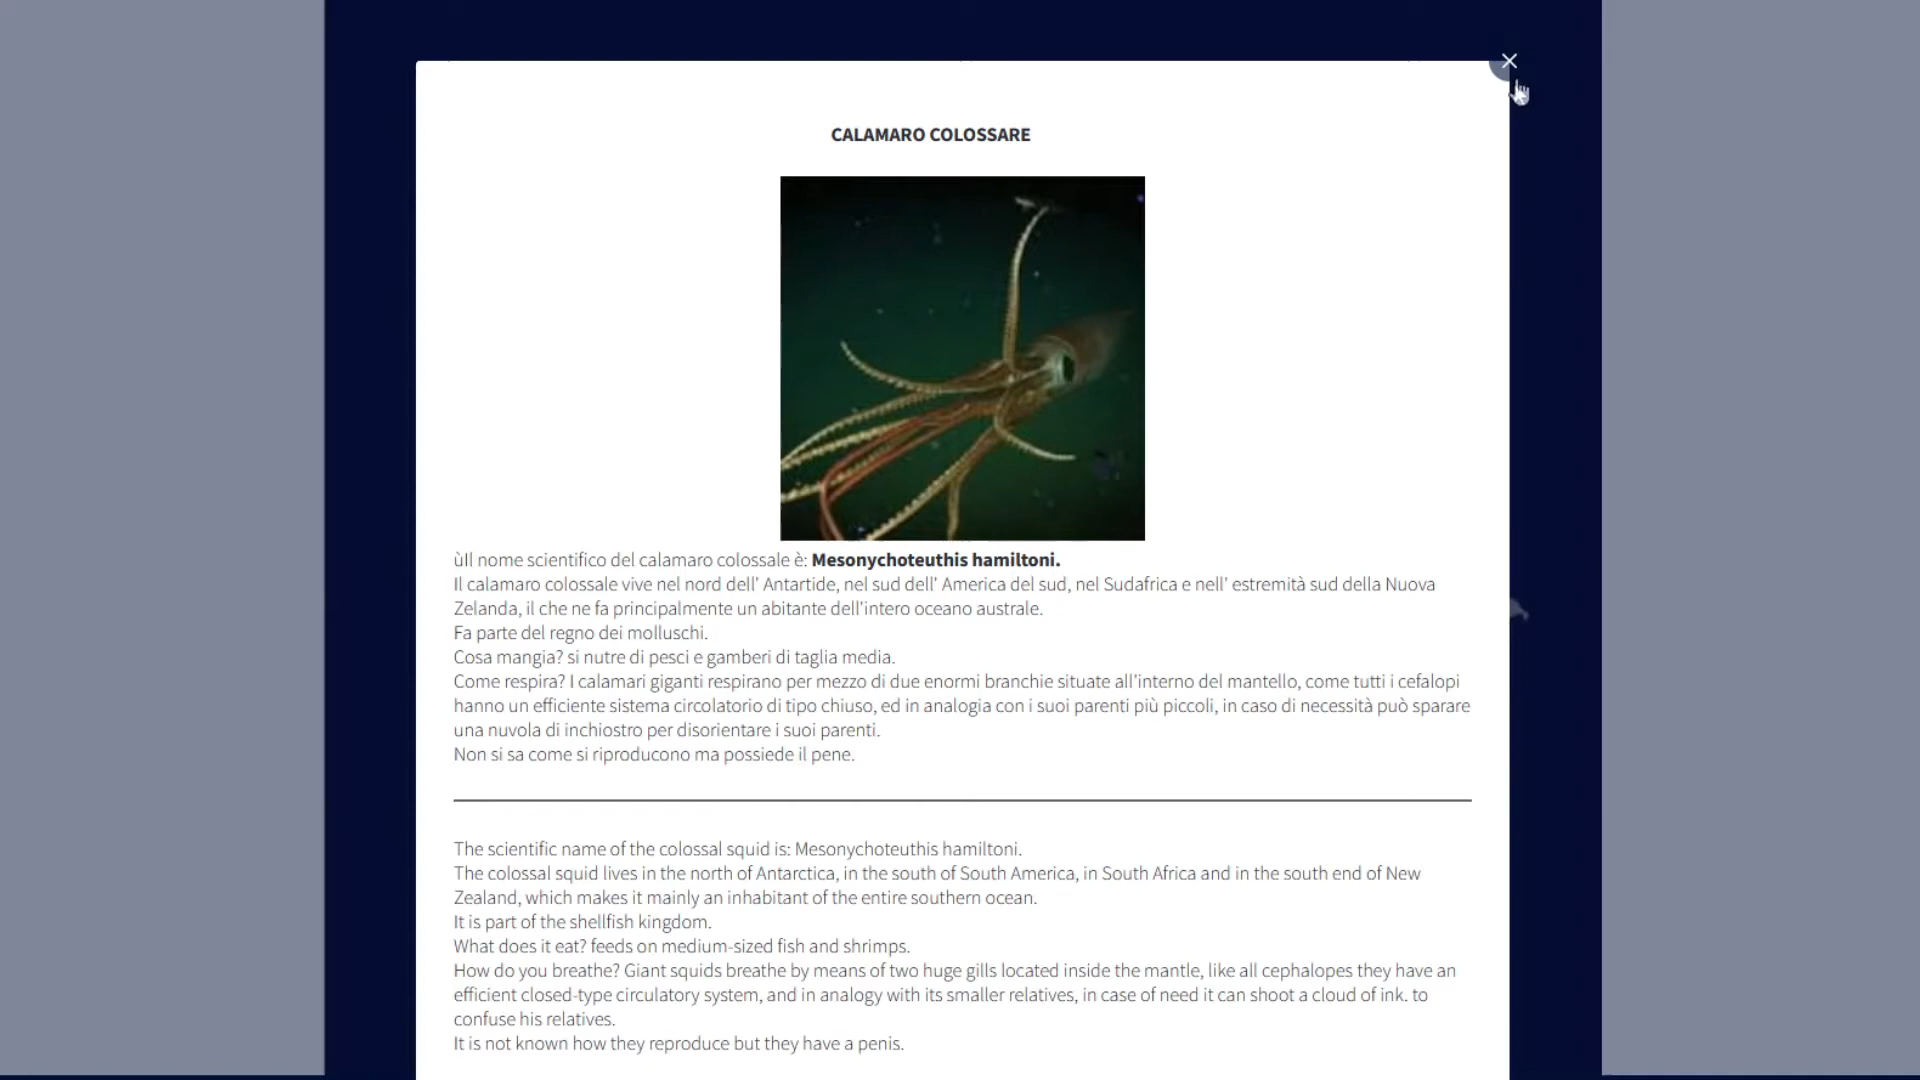 CALAMARO COLOSSARE
ùIl nome scientifico del calamaro colossale è: Mesonychoteuthis hamiltoni.
Il calamaro colossale vive nel nord dell' Antartide, nel sud dell' America del sud, nel Sudafrica e nell' estremità sud della Nuova
Zelanda, il che ne fa principalmente un abitante dell'intero oceano australe.
Fa parte del regno dei molluschi.
Cosa mangia? si nutre di pesci e gamberi di taglia media.
Come respira? I calamari giganti respirano per mezzo di due enormi branchie situate all'interno del mantello, come tutti i cefalopi
hanno un efficiente sistema circolatorio di tipo chiuso, ed in analogia con i suoi parenti più piccoli, in caso di necessità può sparare
una nuvola di inchiostro per disorientare i suoi parenti.
Non si sa come si riproducono ma possiede il pene.
The scientific name of the colossal squid is: Mesonychoteuthis hamiltoni.
The colossal squid lives in the north of Antarctica, in the south of South America, in South Africa and in the south end of New
Zealand, which makes it mainly an inhabitant of the entire southern ocean.
It is part of the shellfish kingdom.
What does it eat? feeds on medium-sized fish and shrimps.
How do you breathe? Giant squids breathe by means of two huge gills located inside the mantle, like all cephalopes they have an
efficient closed-type circulatory system, and in analogy with its smaller relatives, in case of need it can shoot a cloud of ink. to
confuse his relatives.
It is not known how they reproduce but they have a penis.